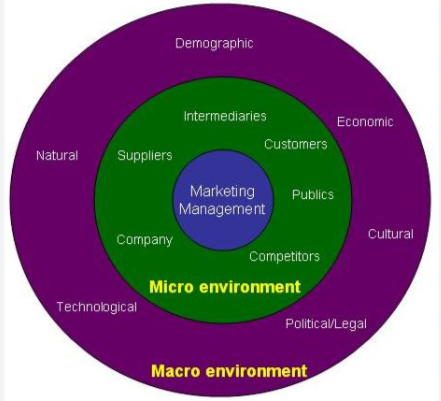 Demographic
Intermediaries
Economic
Customers
Natural
Suppliers
Marketing
Management
Publics
Cultural
Company
Competitors
Micro environment
Technological
Political/Legal
Macro environment